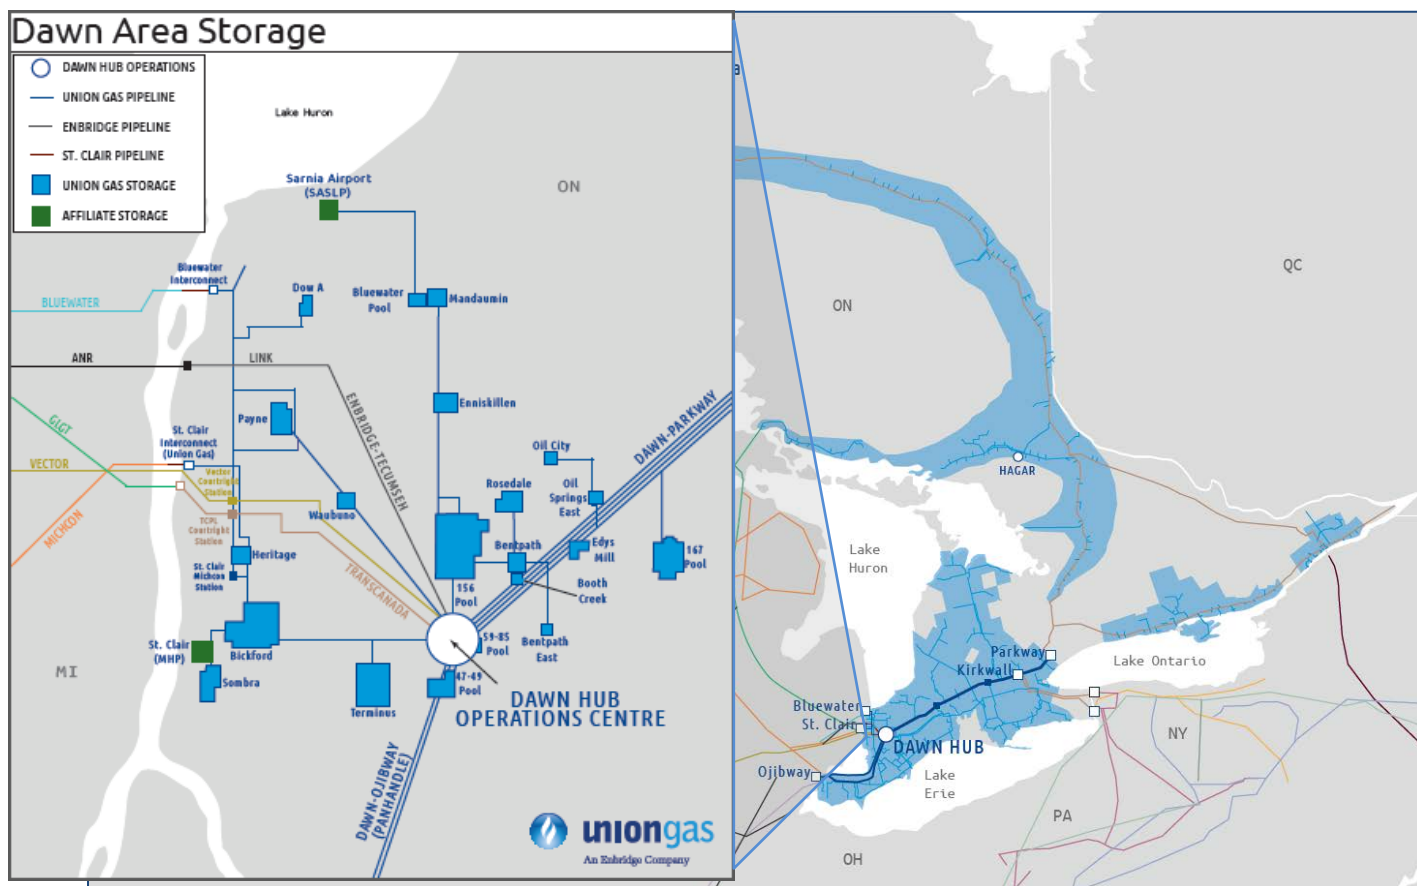 Dawn Area Storage
DAWN HUB OPERATIONS
UNION GAS PIPELINE
ENBRIDGE PIPELINE
ST. CLAIR PIPELINE
UNION GAS STORAGE
AFFILIATE STORAGE
Lake Huron
Sarnia Airport
(SASLP)
ON
Bluewater
Interconnect
BLUEWATER
Dow A
Bluewater
Pool
Mandaumin
ANR
LINK
ENBRIDGE-TECUMSEH
GLGT
Payne
Enniskillen
St. Clair
Interconnect
(Union Gas)
VECTOR
Vector
Courtright
Station
DAWN-PARKWAY
Oil City
Rosedale
Oil
Springs
East
MICHCON
TCPL
Courtright
Station
Waubuno
Heritage
St. Clair
Michcon
Station
TRANSCANADA
Bentpath
Edys
Mill
167
Pool
156
Pool
Booth
Creek
St. Clair
(MHP)
Bickford
59-85
Pool
Bentpath
East
MI
Sombra
Terminus
47-49
Pool
DAWN HUB
OPERATIONS CENTRE
DAWN-OJIBWAY
(PANHANDLE)
uniongas
An Enbridge Company
a
QC
ON
HAGAR
Lake
Huron
Parkway
Kirkwall
Lake Ontario
Bluewater
St. Clair
DAWN HUB
NY
Ojibway
Lake
Erie
PA
OH